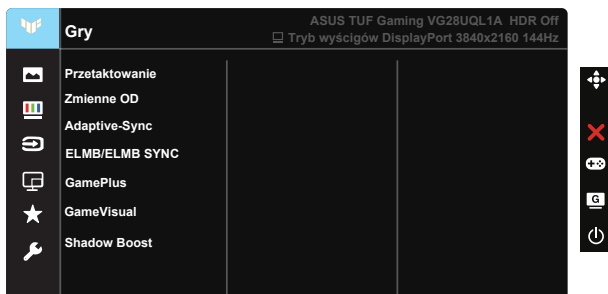 ASUS TUF Gaming VG28UQL1A HDR Off
Gry
Tryb wyścigów DisplayPort 3840x2160 144Hz
Przetaktowanie
Zmienne OD
Adaptive-Sync
ELMB/ELMB SYNC
GamePlus
GameVisual
Shadow Boost
G